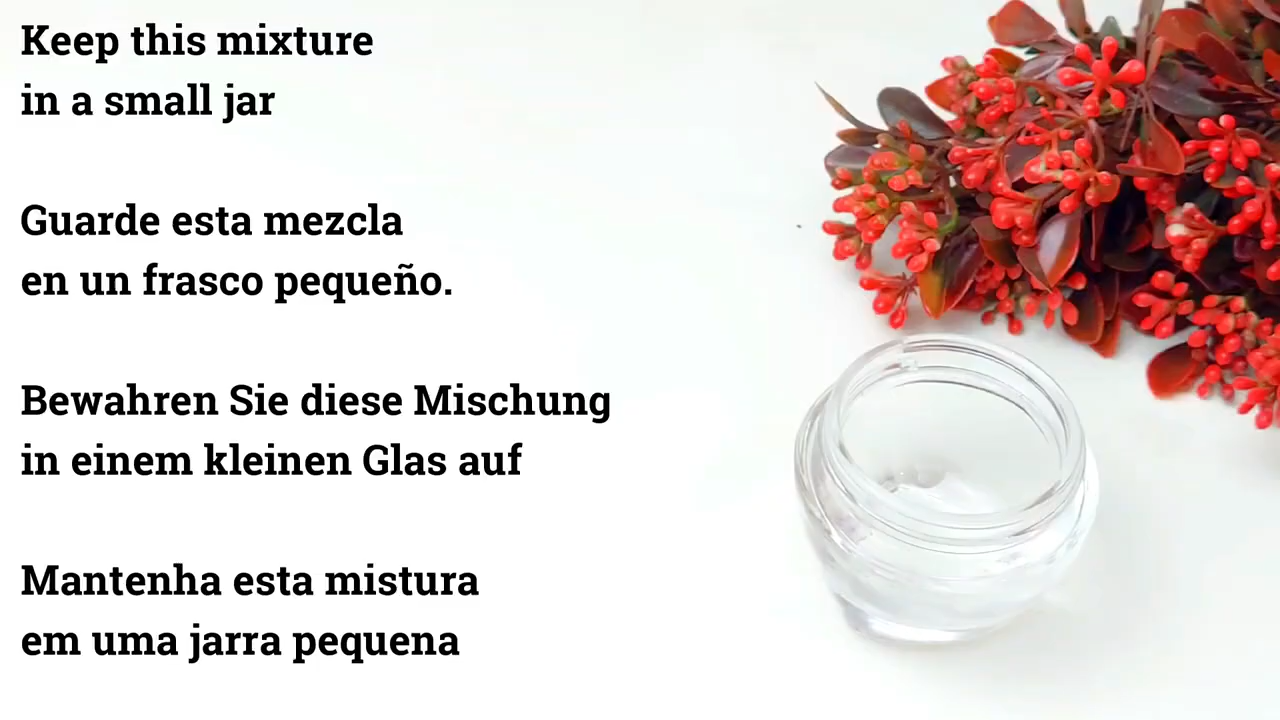 Keep this mixture
in a small jar
Guarde esta mezcla
en un frasco pequeño.
Bewahren Sie diese Mischung
in einem kleinen Glas auf
Mantenha esta mistura
em uma jarra pequena